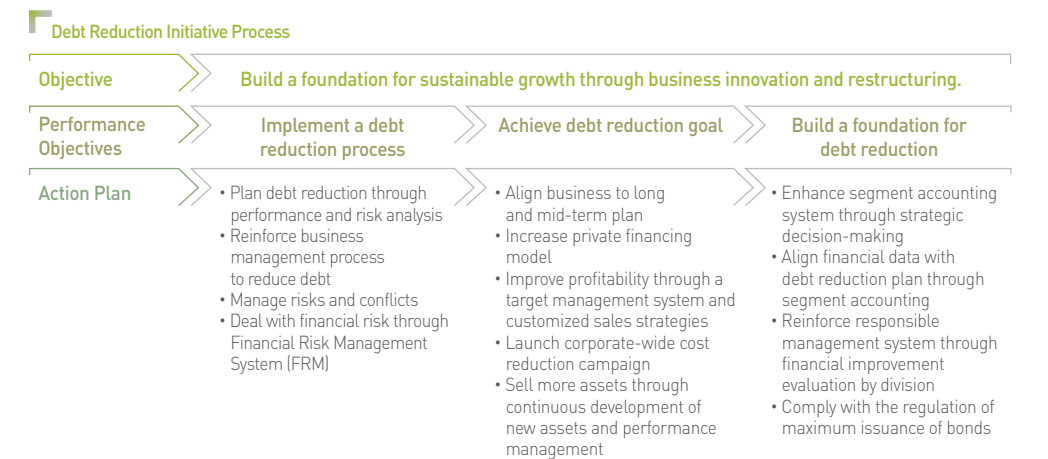 Debt Reduction Initiative Process
Objective
Build a foundation for sustainable growth through business innovation and restructuring.
Performance
Objectives
Implement a debt
reduction process
Achieve debt reduction goal
Build a foundation for
debt reduction
Action Plan
• Plan debt reduction through
performance and risk analysis
• Reinforce business
management process
to reduce debt
• Manage risks and conflicts
• Deal with financial risk through
Financial Risk Management
System (FRM)
• Align business to long
and mid-term plan
• Increase private financing
model
• Improve profitability through a
target management system and
customized sales strategies
• Launch corporate-wide cost
reduction campaign
• Sell more assets through
continuous development of
new assets and performance
management
• Enhance segment accounting
system through strategic
decision-making
• Align financial data with
debt reduction plan through
segment accounting
• Reinforce responsible
management system through
financial improvement
evaluation by division
• Comply with the regulation of
maximum issuance of bonds